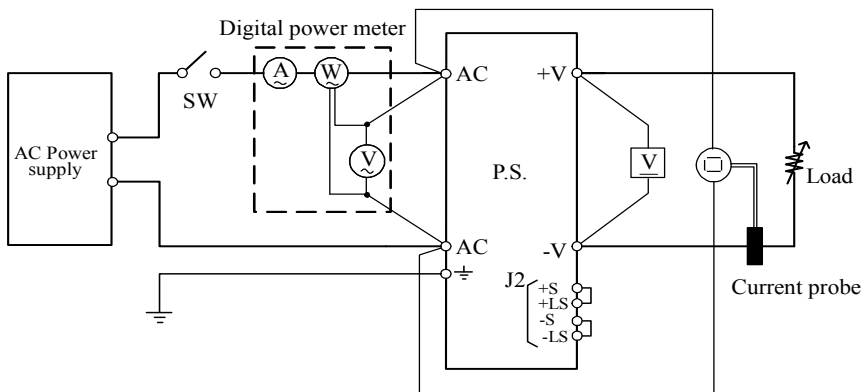 Digital power meter
A
W
AC
+V
SW
AC Power
supply
V
P.S.
V
Load
AC
-V
J2
+S
+LS
-S
-LS
Current probe